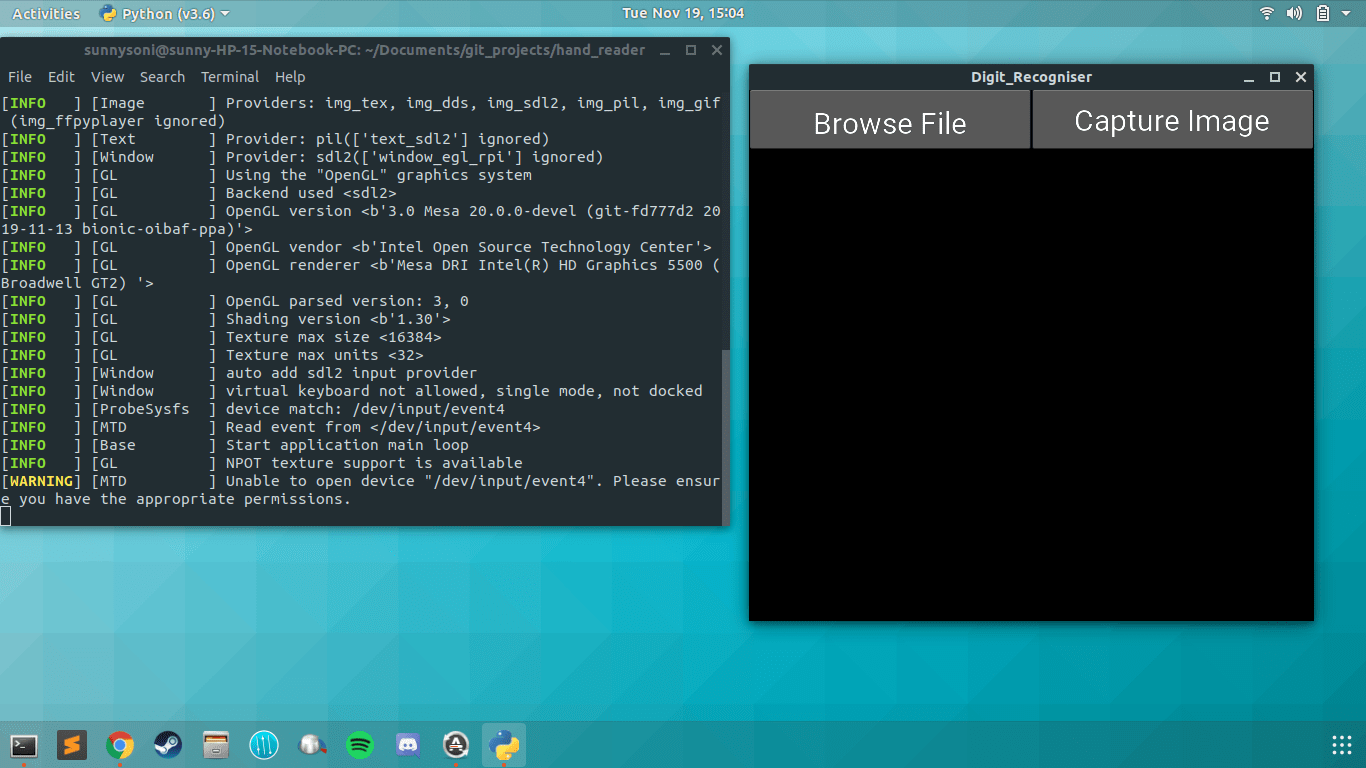 Activities
Python (v3.6)
Tue Nov 19, 15:04
sunnysoni@sunny-HP-15-Notebook-PC: ~/Documents/git_projects/hand_reader
File Edit View Search Terminal Help
[INFO   ] [Image       ] Providers: img_tex, img_dds, img_sdl2, img_pil, img_gif
 (img_ffpyplayer ignored)
[INFO   ] [Text        ] Provider: pil(['text_sdl2'] ignored)
[INFO   ] [Window      ] Provider: sdl2(['window_egl_rpi'] ignored)
[INFO   ] [GL          ] Using the "OpenGL" graphics system
[INFO   ] [GL          ] Backend used <sdl2>
[INFO   ] [GL          ] OpenGL version <b'3.0 Mesa 20.0.0-devel (git-fd777d2 20
19-11-13 bionic-oibaf-ppa)'>
[INFO   ] [GL          ] OpenGL vendor <b'Intel Open Source Technology Center'>
[INFO   ] [GL          ] OpenGL renderer <b'Mesa DRI Intel(R) HD Graphics 5500 (
Broadwell GT2) '>
[INFO   ] [GL          ] OpenGL parsed version: 3, 0
[INFO   ] [GL          ] Shading version <b'1.30'>
[INFO   ] [GL          ] Texture max size <16384>
[INFO   ] [GL          ] Texture max units <32>
[INFO   ] [Window      ] auto add sdl2 input provider
[INFO   ] [Window      ] virtual keyboard not allowed, single mode, not docked
[INFO   ] [ProbeSysfs  ] device match: /dev/input/event4
[INFO   ] [MTD         ] Read event from </dev/input/event4>
[INFO   ] [Base        ] Start application main loop
[INFO   ] [GL          ] NPOT texture support is available
[WARNING] [MTD         ] Unable to open device "/dev/input/event4". Please ensur
e you have the appropriate permissions.
Digit_Recogniser
Browse File
Capture Image